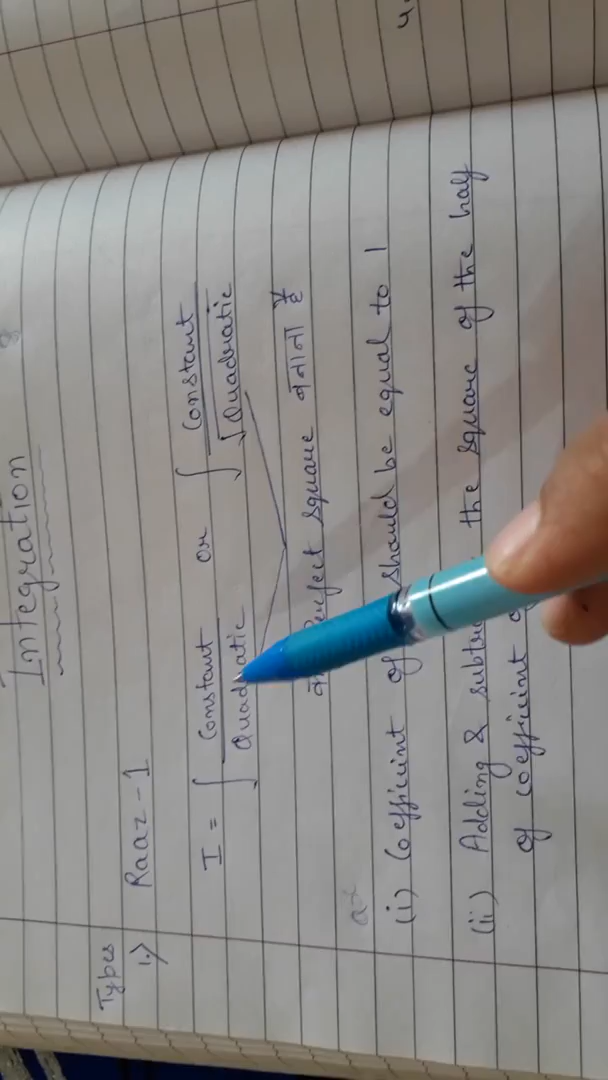 Integration
Types
1.) Raaz - 1
I = ∫ Constant / Quadratic or ∫ Constant / √Quadratic
Perfect square बनाना है
(i) Coefficient of should be equal to 1
(ii) Adding & the square of the half
of coefficient